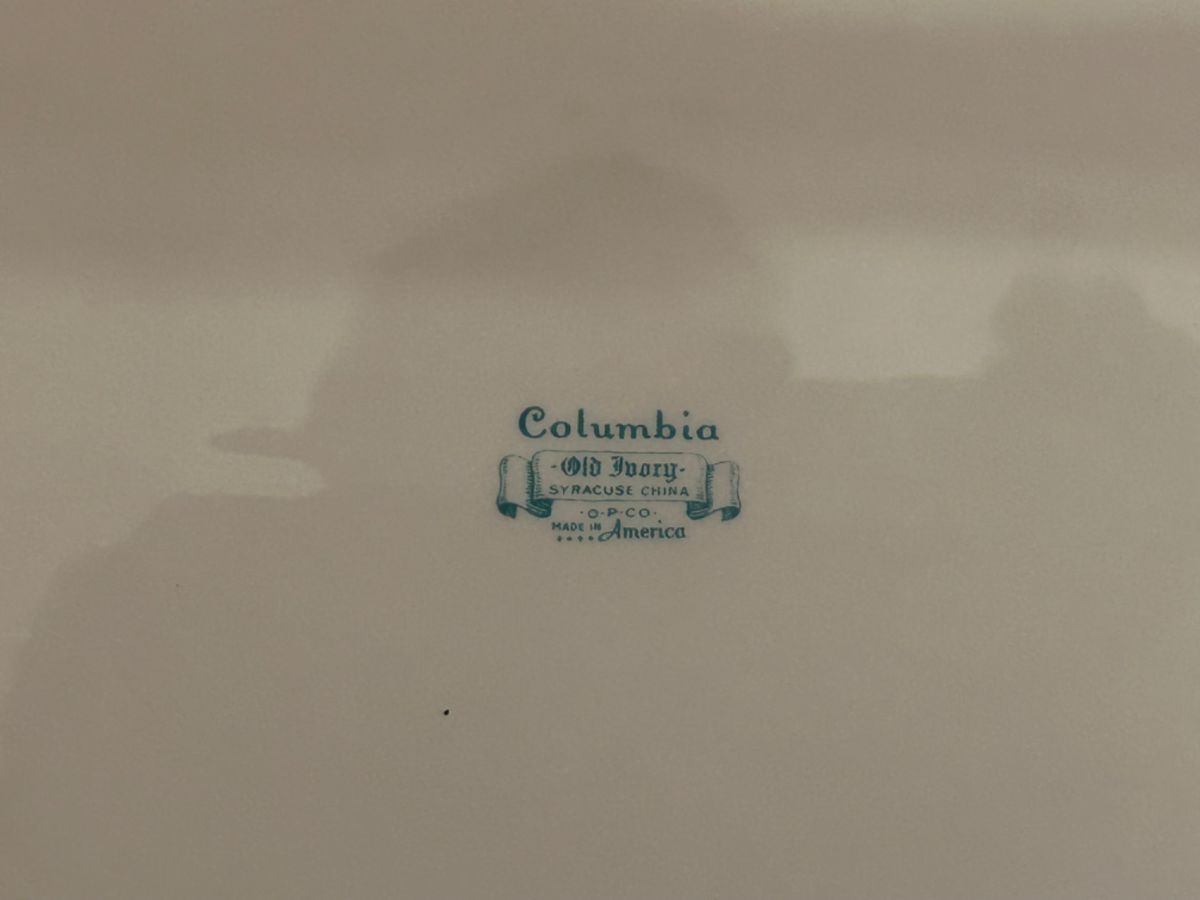 Columbia
-Old Ivory-
SYRACUSE CHINA
·O·P·CO·
MADE IN America